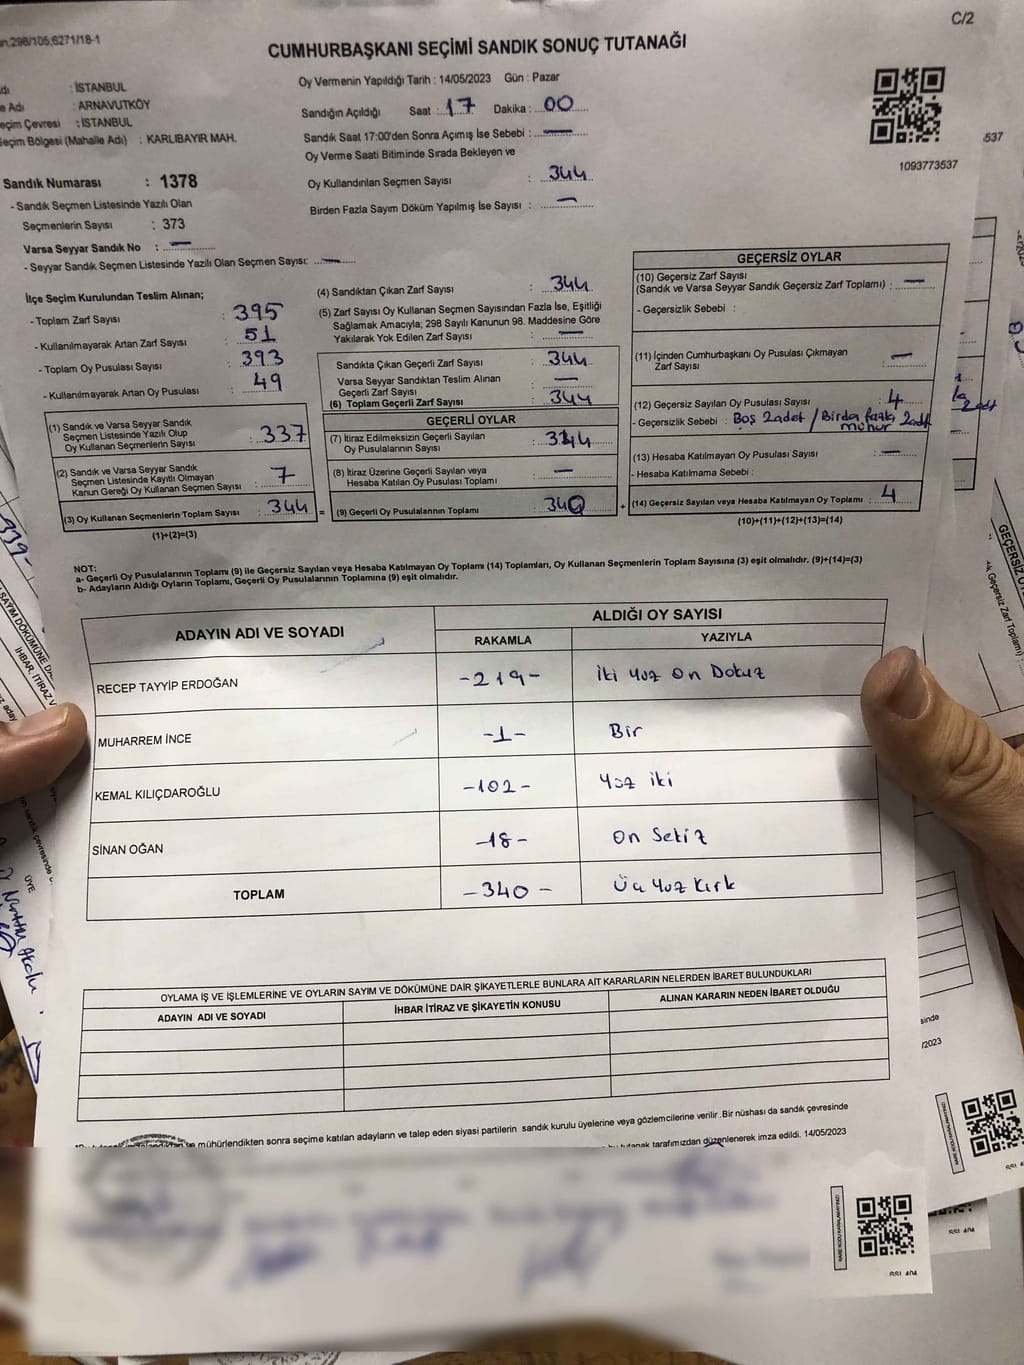 298/105;6271/18-1
C/2
CUMHURBAŞKANI SEÇİMİ SANDIK SONUÇ TUTANAĞI
: İSTANBUL
Adı : ARNAVUTKÖY
Seçim Çevresi : İSTANBUL
Seçim Bölgesi (Mahalle Adı) : KARLIBAYIR MAH.
Sandık Numarası : 1378
- Sandık Seçmen Listesinde Yazılı Olan
Seçmenlerin Sayısı : 373
Varsa Seyyar Sandık No : —
- Seyyar Sandık Seçmen Listesinde Yazılı Olan Seçmen Sayısı: —
Oy Vermenin Yapıldığı Tarih : 14/05/2023 Gün : Pazar
Sandığın Açıldığı Saat : 17 Dakika : 00
Sandık Saat 17:00'den Sonra Açımış İse Sebebi : —
Oy Verme Saati Bitiminde Sırada Bekleyen ve
Oy Kullandırılan Seçmen Sayısı : 344
Birden Fazla Sayım Döküm Yapılmış İse Sayısı : —
1093773537
537
İlçe Seçim Kurulundan Teslim Alınan;
- Toplam Zarf Sayısı : 395
- Kullanılmayarak Artan Zarf Sayısı : 51
- Toplam Oy Pusulası Sayısı : 393
- Kullanılmayarak Artan Oy Pusulası : 49
(1) Sandık ve Varsa Seyyar Sandık
Seçmen Listesinde Yazılı Olup
Oy Kullanan Seçmenlerin Sayısı : 337
(2) Sandık ve Varsa Seyyar Sandık
Seçmen Listesinde Kayıtlı Olmayan
Kanun Gereği Oy Kullanan Seçmen Sayısı : 7
(3) Oy Kullanan Seçmenlerin Toplam Sayısı : 344 =
(1)+(2)=(3)
(4) Sandıktan Çıkan Zarf Sayısı : 344
(5) Zarf Sayısı Oy Kullanan Seçmen Sayısından Fazla İse, Eşitliği
Sağlamak Amacıyla; 298 Sayılı Kanunun 98. Maddesine Göre
Yakılarak Yok Edilen Zarf Sayısı : —
Sandıkta Çıkan Geçerli Zarf Sayısı : 344
Varsa Seyyar Sandıktan Teslim Alınan
Geçerli Zarf Sayısı : —
(6) Toplam Geçerli Zarf Sayısı : 344
GEÇERLİ OYLAR
(7) İtiraz Edilmeksizin Geçerli Sayılan
Oy Pusulalarının Sayısı :
(8) İtiraz Üzerine Geçerli Sayılan veya
Hesaba Katılan Oy Pusulası Toplamı : —
(9) Geçerli Oy Pusulalarının Toplamı : 340 +
GEÇERSİZ OYLAR
(10) Geçersiz Zarf Sayısı
(Sandık ve Varsa Seyyar Sandık Geçersiz Zarf Toplamı) : —
- Geçersizlik Sebebi :
(11) İçinden Cumhurbaşkanı Oy Pusulası Çıkmayan
Zarf Sayısı : —
(12) Geçersiz Sayılan Oy Pusulası Sayısı : 4
- Geçersizlik Sebebi : Boş 2 adet / Birden fazla 2 adt
mühür
(13) Hesaba Katılmayan Oy Pusulası Sayısı : —
- Hesaba Katılmama Sebebi :
(14) Geçersiz Sayılan veya Hesaba Katılmayan Oy Toplamı : 4
(10)+(11)+(12)+(13)=(14)
NOT:
a- Geçerli Oy Pusulalarının Toplamı (9) ile Geçersiz Sayılan veya Hesaba Katılmayan Oy Toplamı (14) Toplamları, Oy Kullanan Seçmenlerin Toplam Sayısına (3) eşit olmalıdır. (9)+(14)=(3)
b- Adayların Aldığı Oyların Toplamı, Geçerli Oy Pusulalarının Toplamına (9) eşit olmalıdır.
ADAYIN ADI VE SOYADI ALDIĞI OY SAYISI
RAKAMLA YAZIYLA
RECEP TAYYİP ERDOĞAN -219- İki Yüz On Dokuz
MUHARREM İNCE -1- Bir
KEMAL KILIÇDAROĞLU -102- Yüz iki
SİNAN OĞAN -18- On Sekiz
TOPLAM -340- Üç Yüz Kırk
OYLAMA İŞ VE İŞLEMLERİNE VE OYLARIN SAYIM VE DÖKÜMÜNE DAİR ŞİKAYETLERLE BUNLARA AİT KARARLARIN NELERDEN İBARET BULUNDUKLARI
ADAYIN ADI VE SOYADI İHBAR İTİRAZ VE ŞİKAYETİN KONUSU ALINAN KARARIN NEDEN İBARET OLDUĞU
mühürlendikten sonra seçime katılan adayların ve talep eden siyasi partilerin sandık kurulu üyelerine veya gözlemcilerine verilir .Bir nüshası da sandık çevresinde
tutanak tarafımızdan düzenlenerek imza edildi. 14/05/2023